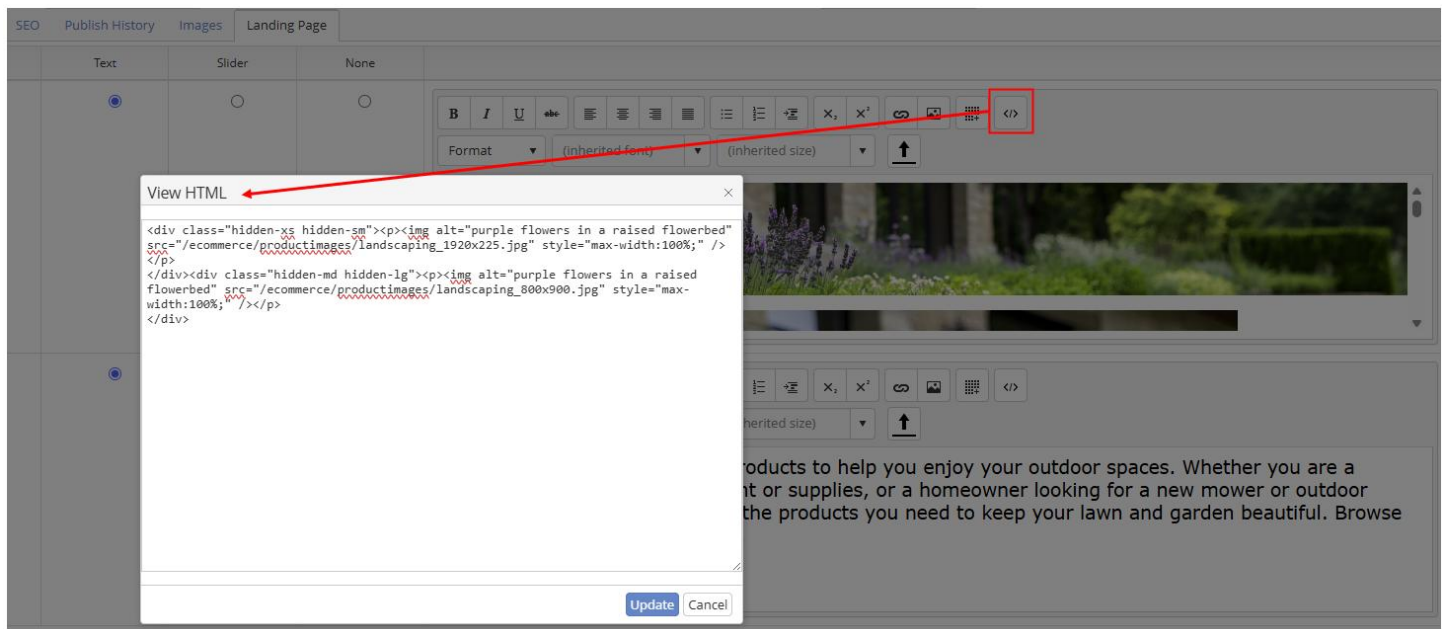 SEO Publish History Images Landing Page
Text Slider None
B I U abc X₂ X² </>
Format (inherited font) (inherited size)
View HTML
<div class="hidden-xs hidden-sm"><p><img alt="purple flowers in a raised flowerbed"
src="/ecommerce/productimages/landscaping_1920x225.jpg" style="max-width:100%;" />
</p>
</div><div class="hidden-md hidden-lg"><p><img alt="purple flowers in a raised
flowerbed" src="/ecommerce/productimages/landscaping_800x900.jpg" style="max-
width:100%;" /></p>
</div>
Update Cancel
X₂ X² </>
herited size)
roducts to help you enjoy your outdoor spaces. Whether you are a
nt or supplies, or a homeowner looking for a new mower or outdoor
the products you need to keep your lawn and garden beautiful. Browse